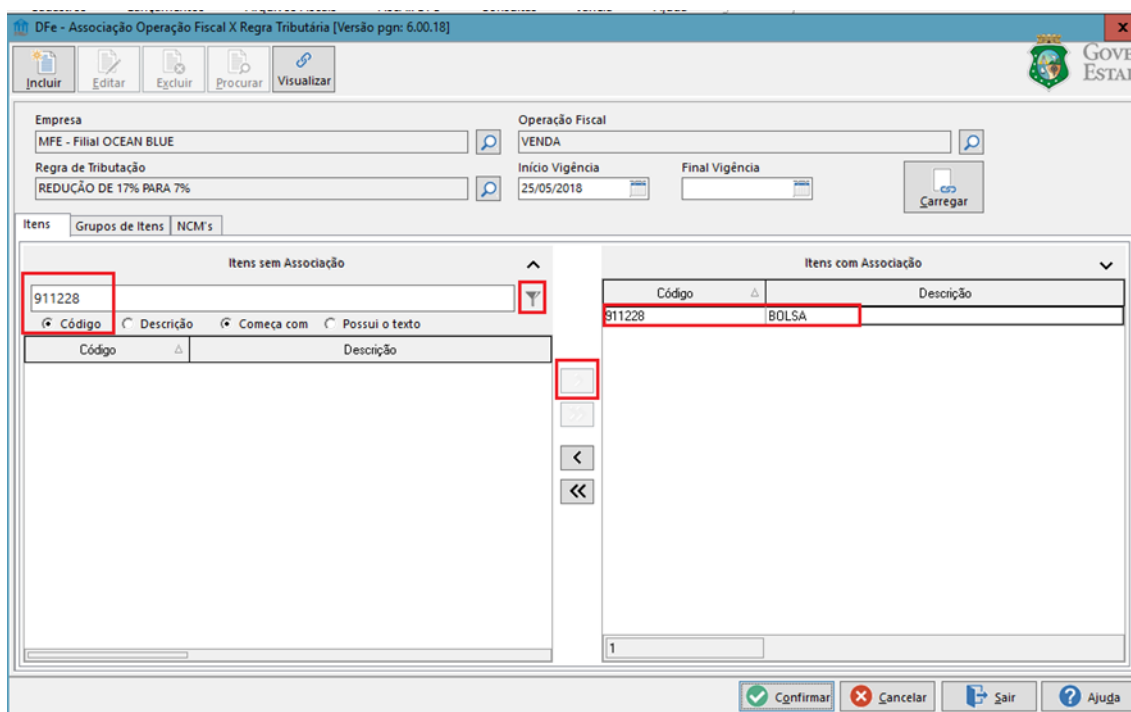 DFe - Associação Operação Fiscal X Regra Tributária [Versão pgn: 6.00.18]
x
Incluir Editar Excluir Procurar Visualizar
GOVE
ESTAI
Empresa Operação Fiscal
MFE - Filial OCEAN BLUE VENDA
Regra de Tributação Início Vigência Final Vigência
REDUÇÃO DE 17% PARA 7% 25/05/2018
Carregar
Itens Grupos de Itens NCM's
Itens sem Associação Itens com Associação
911228
Código Descrição Começa com Possui o texto
Código Descrição
Código Descrição
911228 BOLSA
> 
>>
<
<<
1
Confirmar Cancelar Sair Ajuda